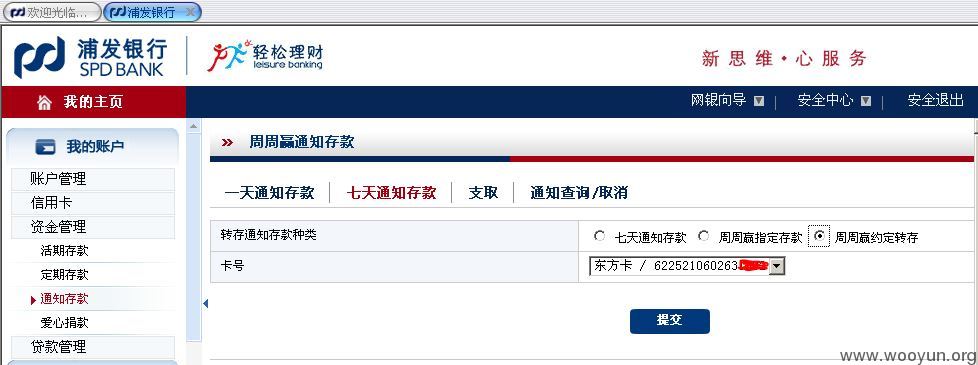 欢迎光临...
浦发银行
浦发银行
SPD BANK
轻松理财
leisure banking
新思维·心服务
我的主页
网银向导
安全中心
安全退出
我的账户
账户管理
信用卡
资金管理
活期存款
定期存款
通知存款
爱心捐款
贷款管理
周周赢通知存款
一天通知存款
七天通知存款
支取
通知查询/取消
转存通知存款种类
七天通知存款
周周赢指定存款
周周赢约定转存
卡号
东方卡 / 622521060263
提交
www.wooyun.org